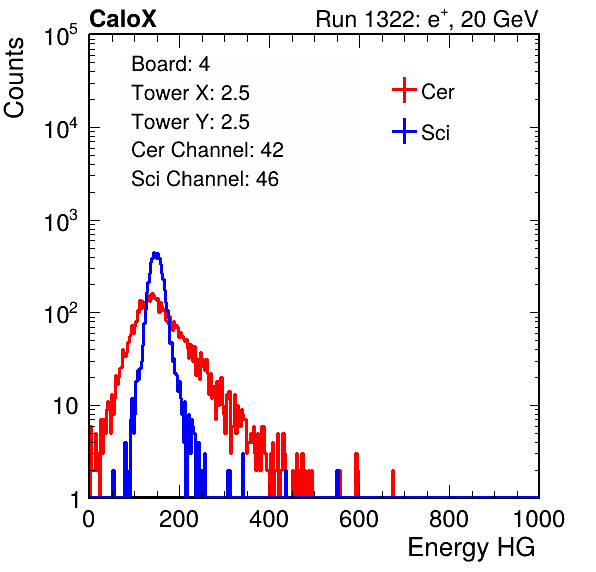 CaloX Run 1322: e⁺, 20 GeV
Counts
10⁵
10⁴
10³
10²
10
1
Board: 4
Tower X: 2.5
Tower Y: 2.5
Cer Channel: 42
Sci Channel: 46
Cer
Sci
0 200 400 600 800 1000
Energy HG